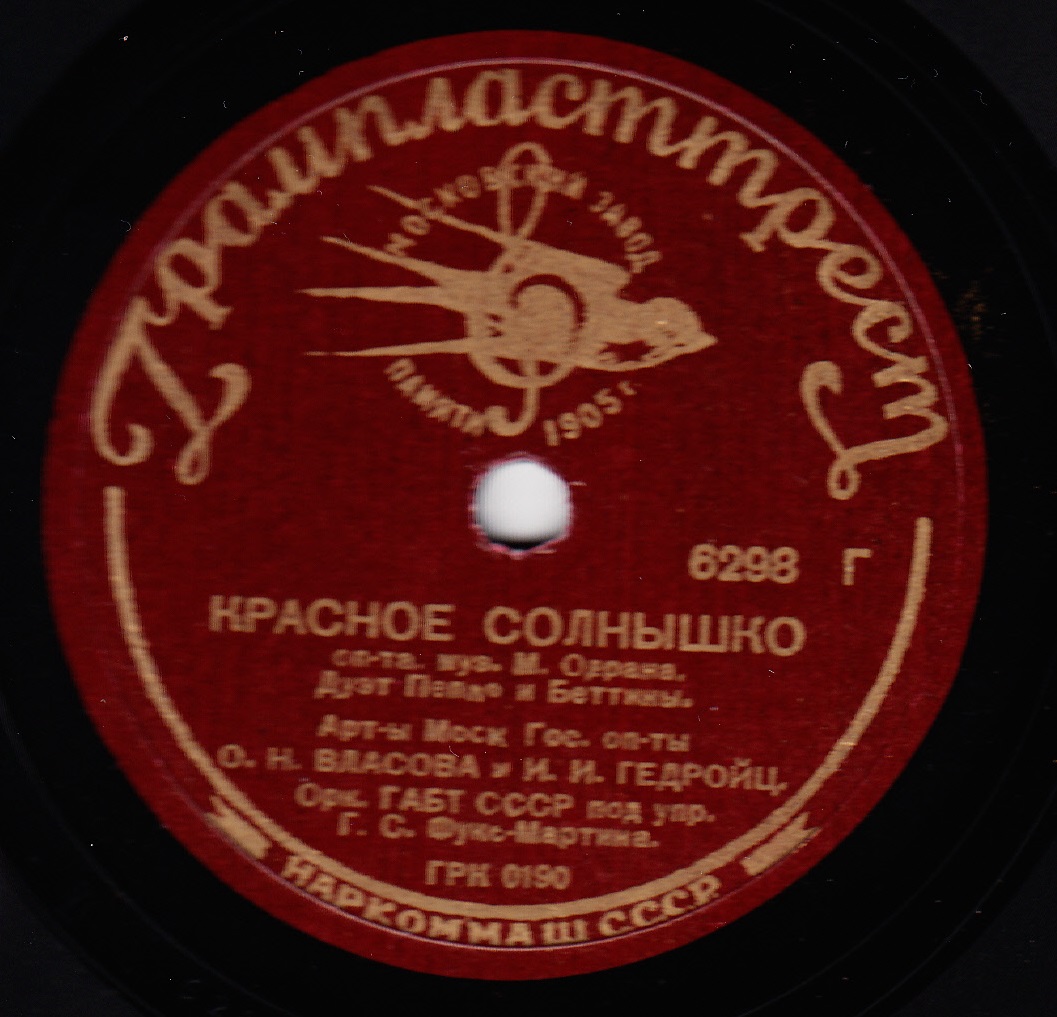 Грампласттрест
МОСКОВСКИЙ ЗАВОД
ПАМЯТИ 1905 г.
6298 Г
КРАСНОЕ СОЛНЫШКО
оп-та. муз. М. Одрана.
Дуэт Пеппо и Беттины.
Арт-ы Моск Гос. оп-ты
О. Н. ВЛАСОВА и И. И. ГЕДРОЙЦ.
Орк. ГАБТ СССР под упр.
Г. С. Фукс-Мартина.
ГРК 0190
НАРКОММАШ СССР